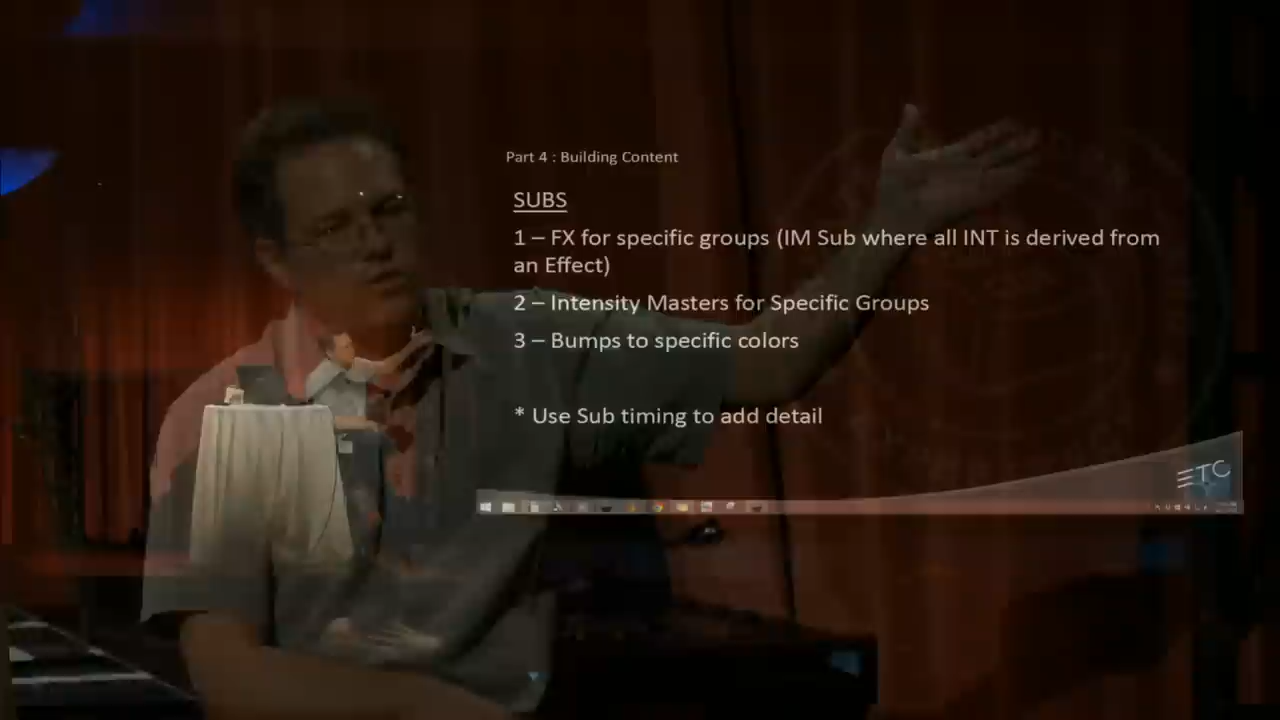 Part 4 : Building Content
SUBS
1 – FX for specific groups (IM Sub where all INT is derived from
an Effect)
2 – Intensity Masters for Specific Groups
3 – Bumps to specific colors
* Use Sub timing to add detail
ETC